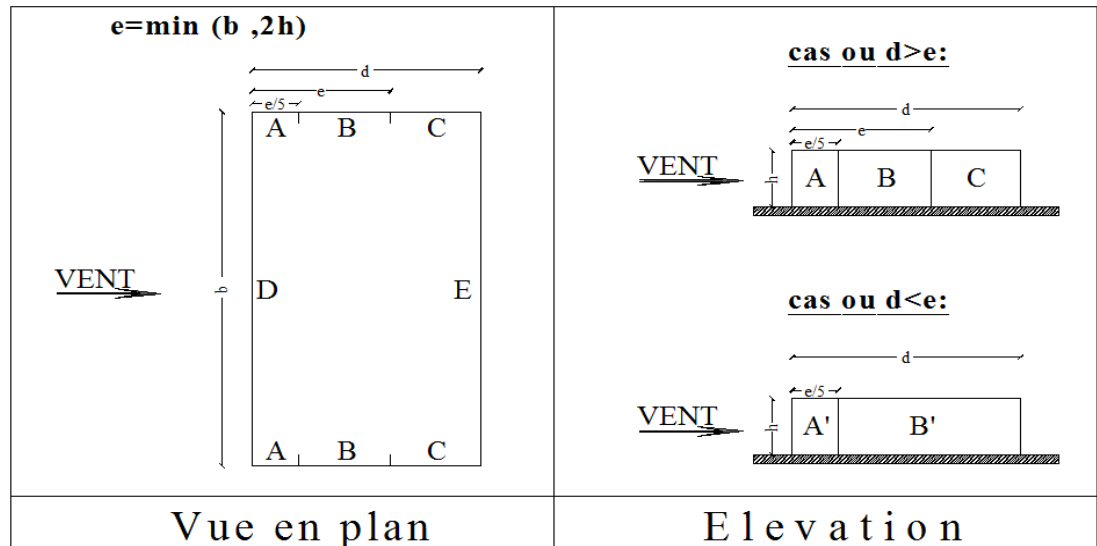 e=min (b ,2h)
d
e
e/5
A B C
VENT
b
D E
A B C
Vue en plan
cas ou d>e:
d
e
e/5
VENT
h
A B C
cas ou d<e:
d
e/5
VENT
h
A' B'
Elevation